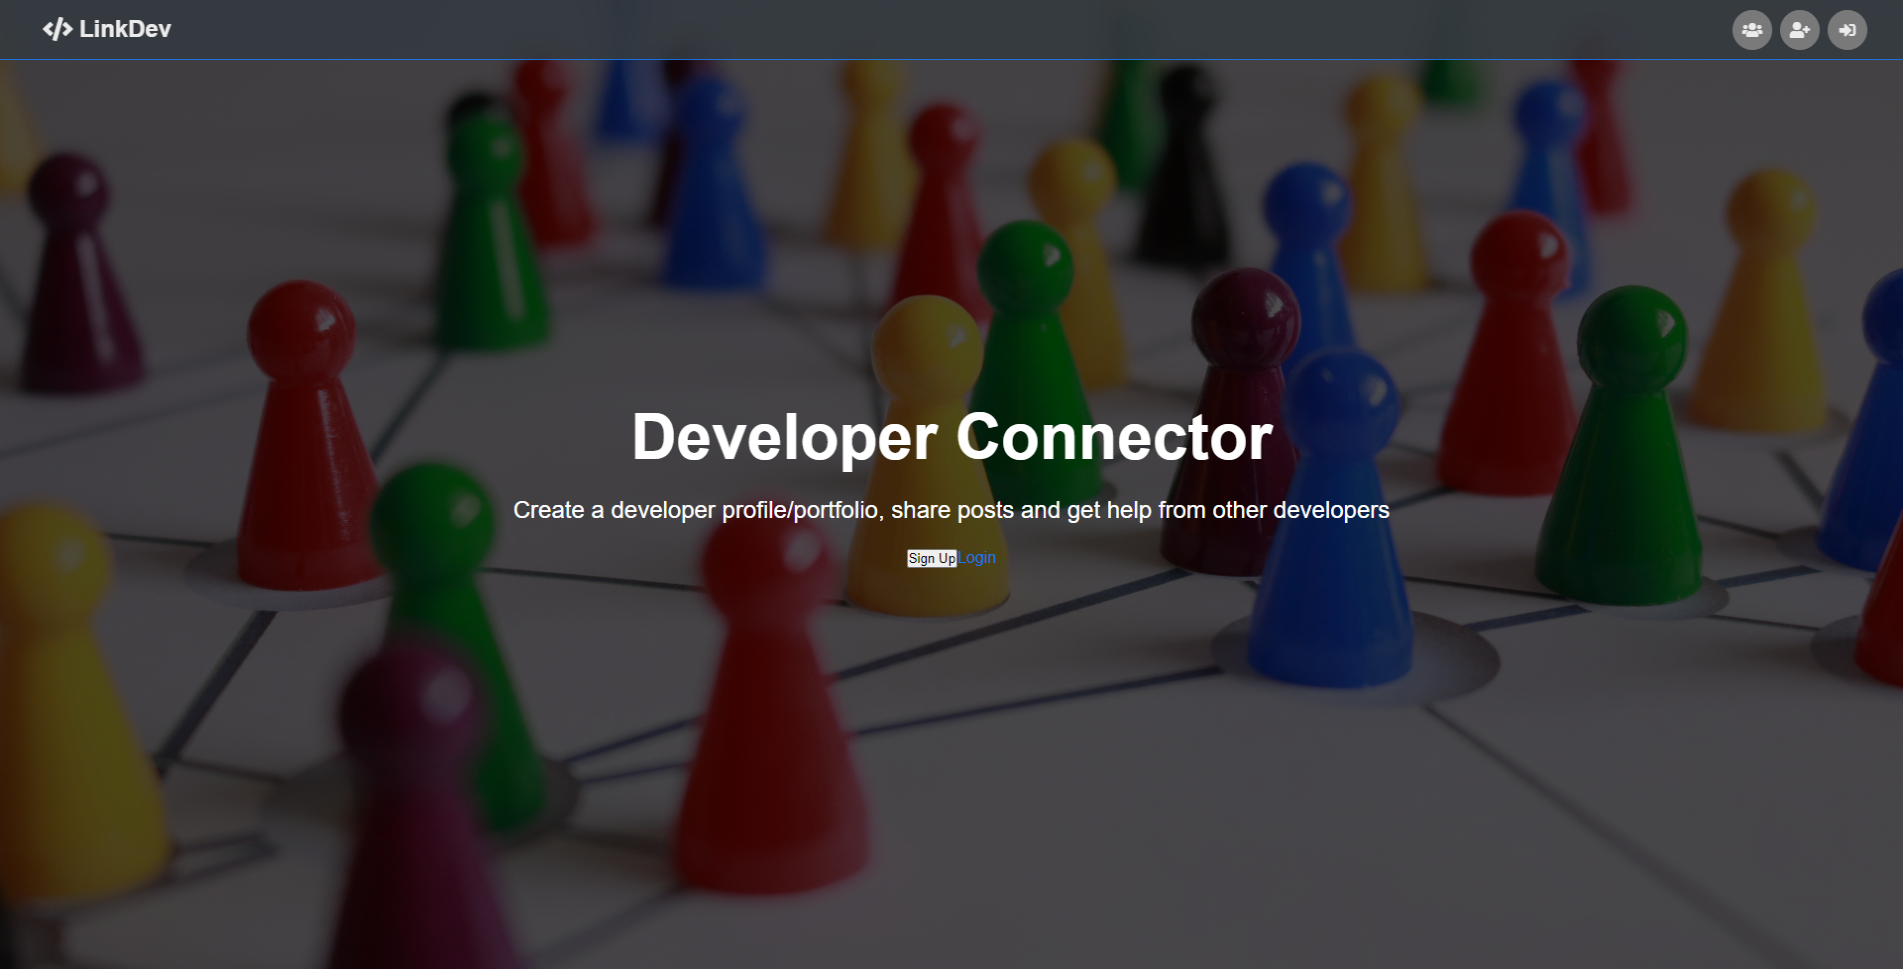 LinkDev
Developer Connector
Create a developer profile/portfolio, share posts and get help from other developers
Sign Up Login